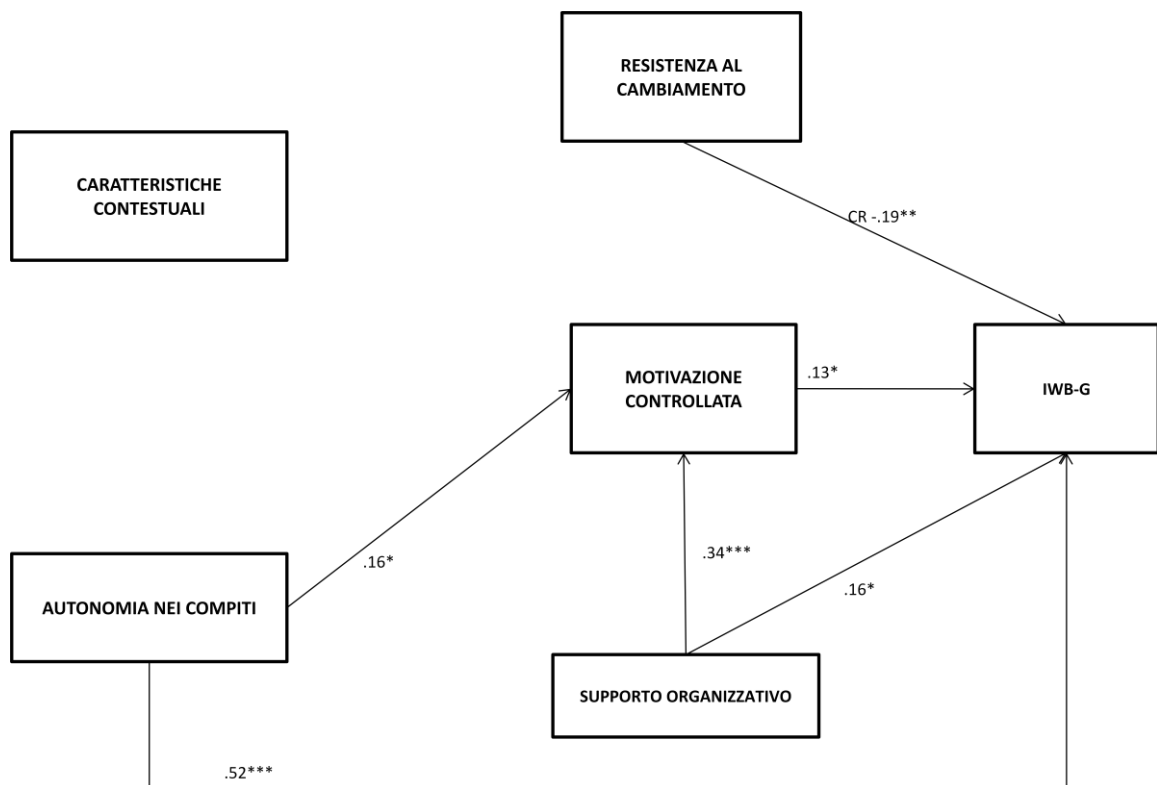 RESISTENZA AL
CAMBIAMENTO
CARATTERISTICHE
CONTESTUALI
CR -.19**
MOTIVAZIONE
CONTROLLATA
.13*
IWB-G
.16*
.34***
.16*
AUTONOMIA NEI COMPITI
SUPPORTO ORGANIZZATIVO
.52***